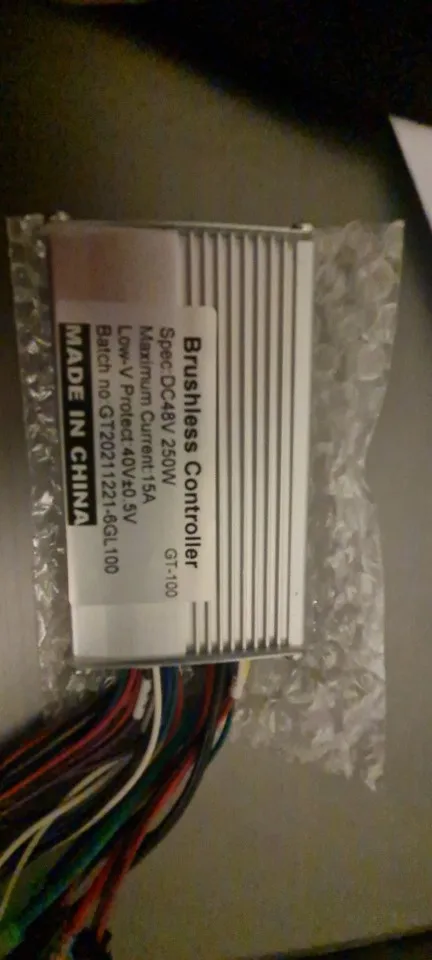 Brushless Controller
GT-100
Spec:DC48V 250W
Maximum Current:15A
Low-V Protect:40V±0.5V
Batch no.GT20211221-6GL100
MADE IN CHINA